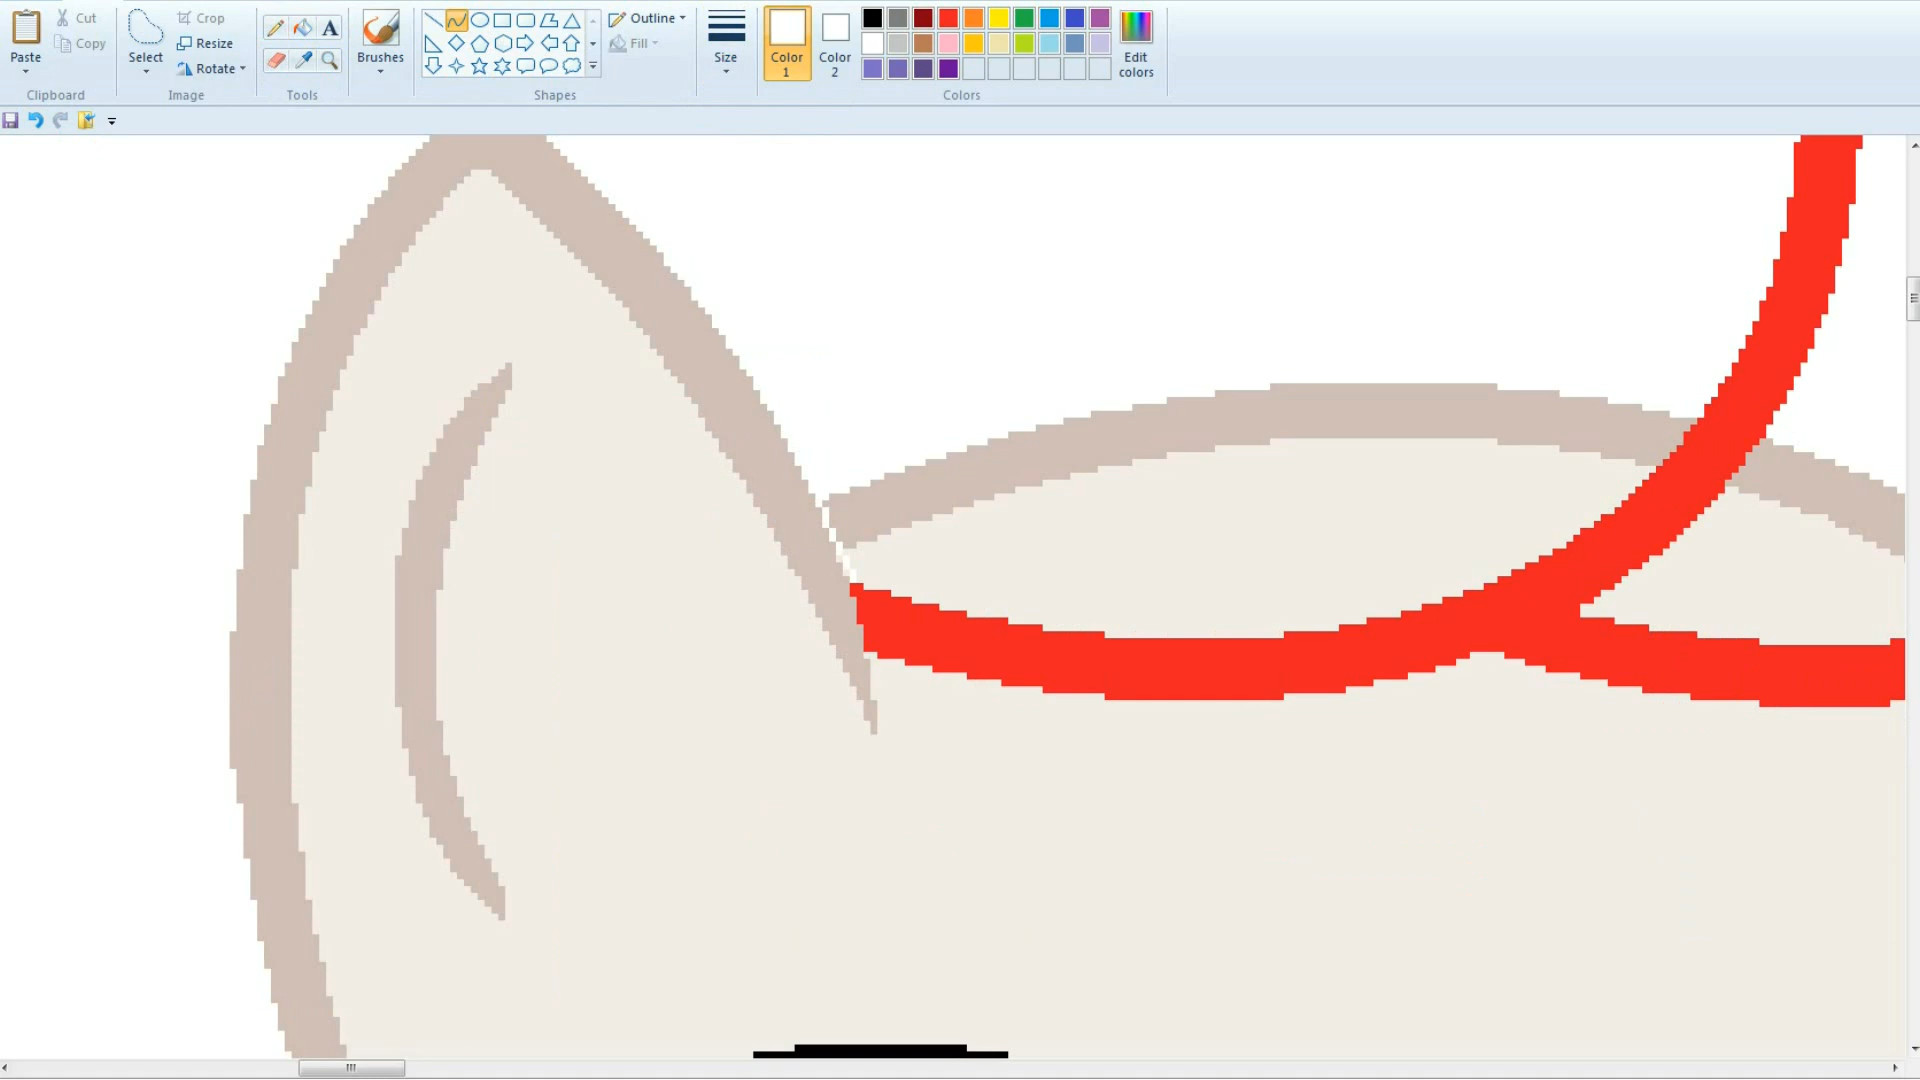 Paste
Cut
Copy
Clipboard
Select
Crop
Resize
Rotate
Image
A
Tools
Brushes
Outline
Fill
Shapes
Size
Color
1
Color
2
Edit
colors
Colors